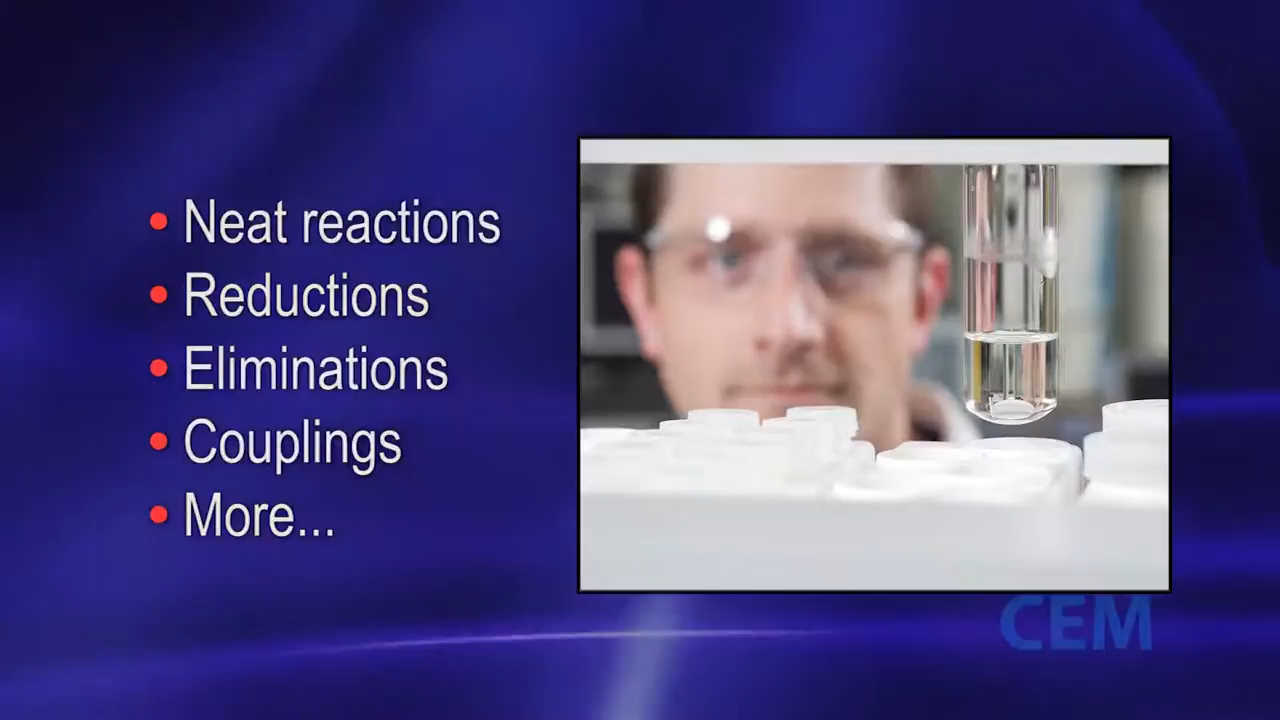 • Neat reactions
• Reductions
• Eliminations
• Couplings
• More...
CEM